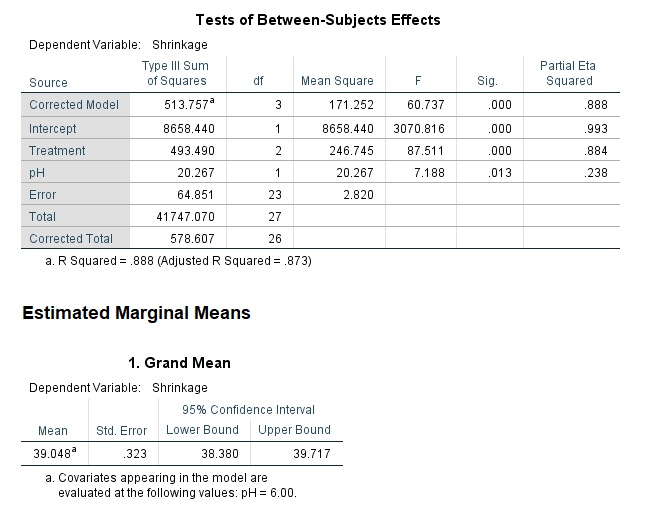 Tests of Between-Subjects Effects
Dependent Variable: Shrinkage
Source Type III Sum of Squares df Mean Square F Sig. Partial Eta Squared
Corrected Model 513.757a 3 171.252 60.737 .000 .888
Intercept 8658.440 1 8658.440 3070.816 .000 .993
Treatment 493.490 2 246.745 87.511 .000 .884
pH 20.267 1 20.267 7.188 .013 .238
Error 64.851 23 2.820
Total 41747.070 27
Corrected Total 578.607 26
a. R Squared = .888 (Adjusted R Squared = .873)
Estimated Marginal Means
1. Grand Mean
Dependent Variable: Shrinkage
95% Confidence Interval
Mean Std. Error Lower Bound Upper Bound
39.048a .323 38.380 39.717
a. Covariates appearing in the model are
evaluated at the following values: pH = 6.00.